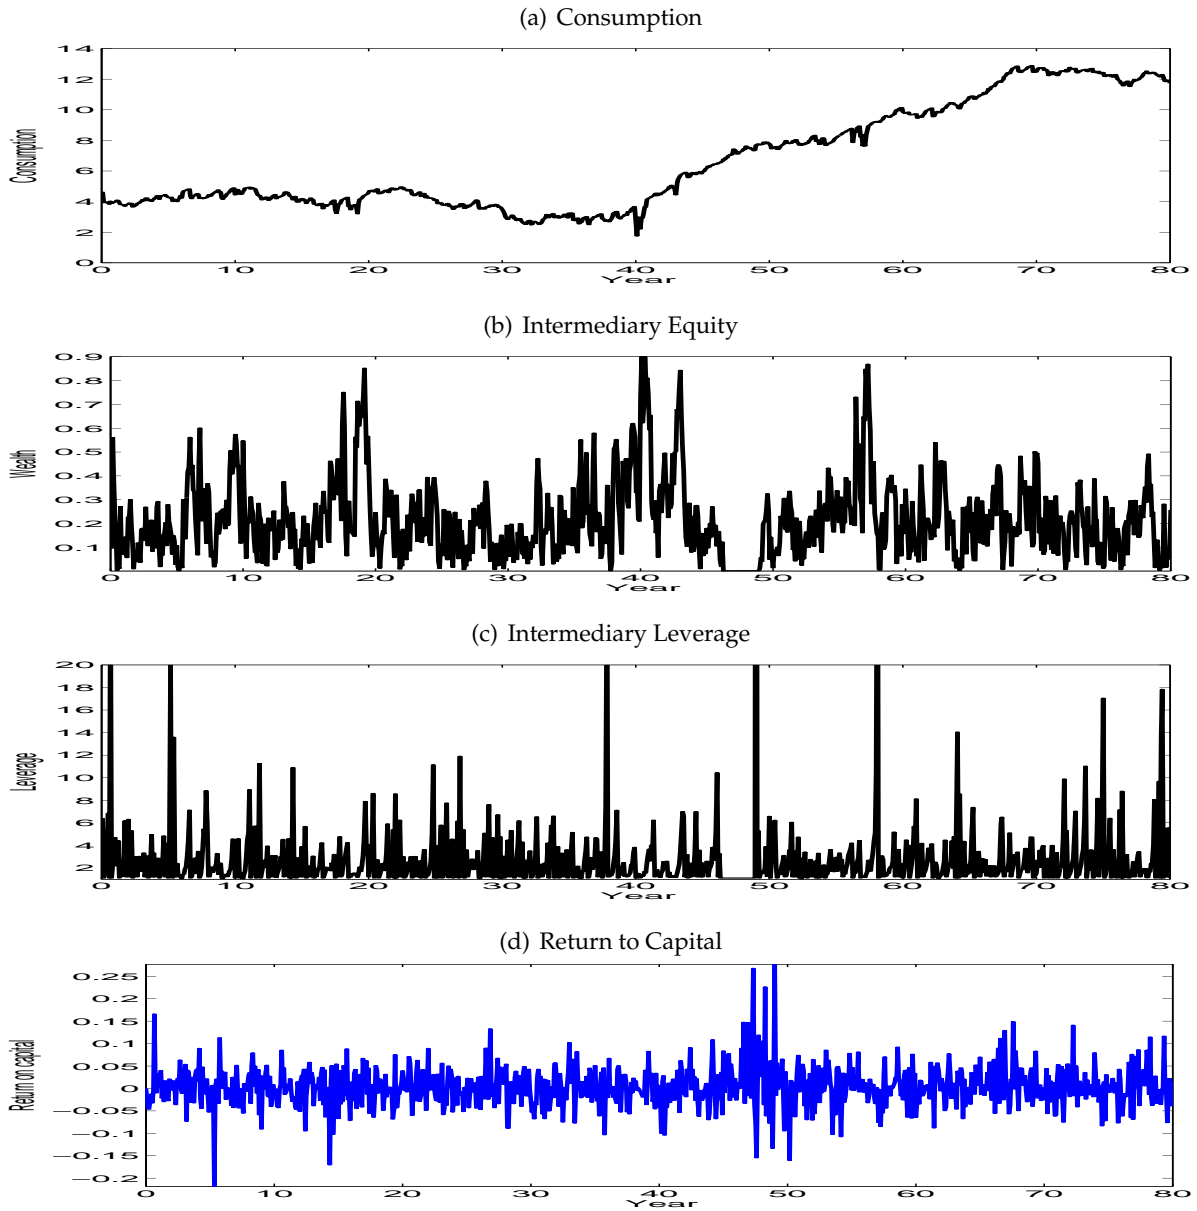 (a) Consumption
14
12
10
8
6
4
2
0
Consumption
0 10 20 30 40 50 60 70 80
Year
(b) Intermediary Equity
0.9
0.8
0.7
0.6
0.5
0.4
0.3
0.2
0.1
Wealth
0 10 20 30 40 50 60 70 80
Year
(c) Intermediary Leverage
20
18
16
14
12
10
8
6
4
2
Leverage
0 10 20 30 40 50 60 70 80
Year
(d) Return to Capital
0.25
0.2
0.15
0.1
0.05
0
−0.05
−0.1
−0.15
−0.2
Return on capital
0 10 20 30 40 50 60 70 80
Year